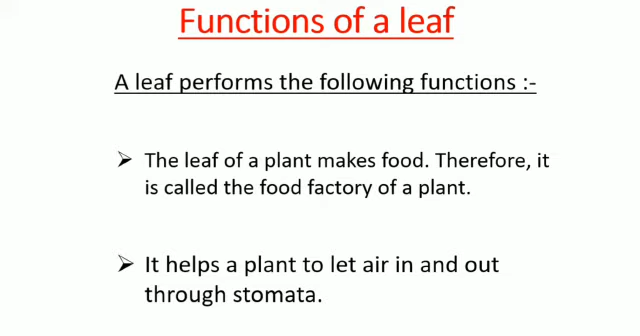 Functions of a leaf
A leaf performs the following functions :-
➢ The leaf of a plant makes food. Therefore, it
is called the food factory of a plant.
➢ It helps a plant to let air in and out
through stomata.